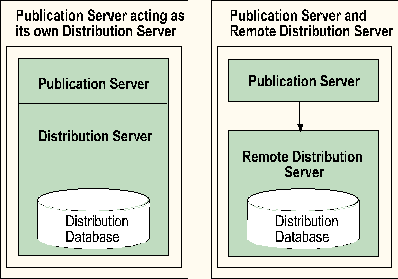 Publication Server acting as
its own Distribution Server
Publication Server
Distribution Server
Distribution
Database
Publication Server and
Remote Distribution Server
Publication Server
Remote Distribution
Server
Distribution
Database